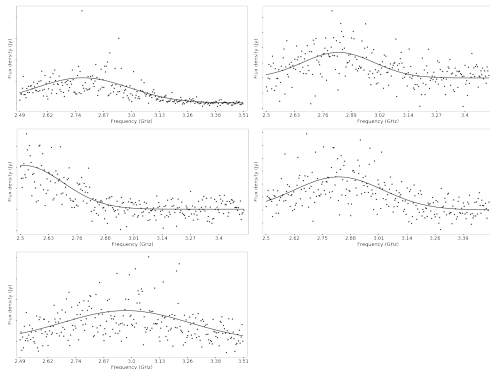 Flux density (Jy)
2.49 2.62 2.74 2.87 3.0 3.13 3.26 3.38 3.51
Frequency (GHz)
Flux density (Jy)
2.5 2.63 2.76 2.88 3.01 3.14 3.27 3.4
Frequency (GHz)
Flux density (Jy)
2.5 2.63 2.76 2.88 3.01 3.14 3.27 3.4
Frequency (GHz)
Flux density (Jy)
2.5 2.62 2.75 2.88 3.01 3.14 3.26 3.39
Frequency (GHz)
Flux density (Jy)
2.49 2.62 2.74 2.87 3.0 3.13 3.26 3.38 3.51
Frequency (GHz)